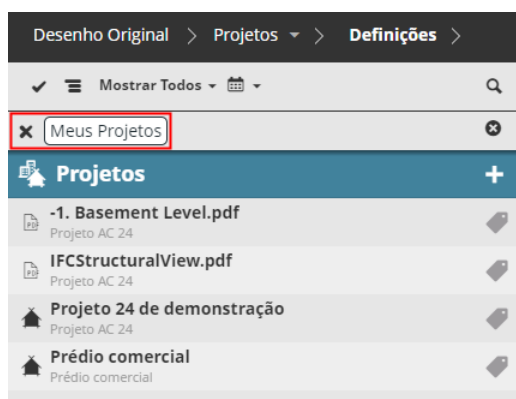 Desenho Original > Projetos > Definições >
Mostrar Todos
Meus Projetos
Projetos
-1. Basement Level.pdf
Projeto AC 24
IFCStructuralView.pdf
Projeto AC 24
Projeto 24 de demonstração
Projeto AC 24
Prédio comercial
Prédio comercial